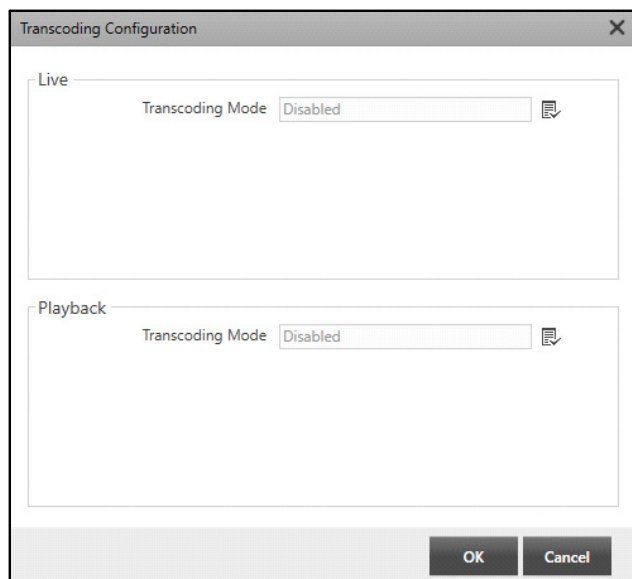 Transcoding Configuration
Live
Transcoding Mode Disabled
Playback
Transcoding Mode Disabled
OK Cancel